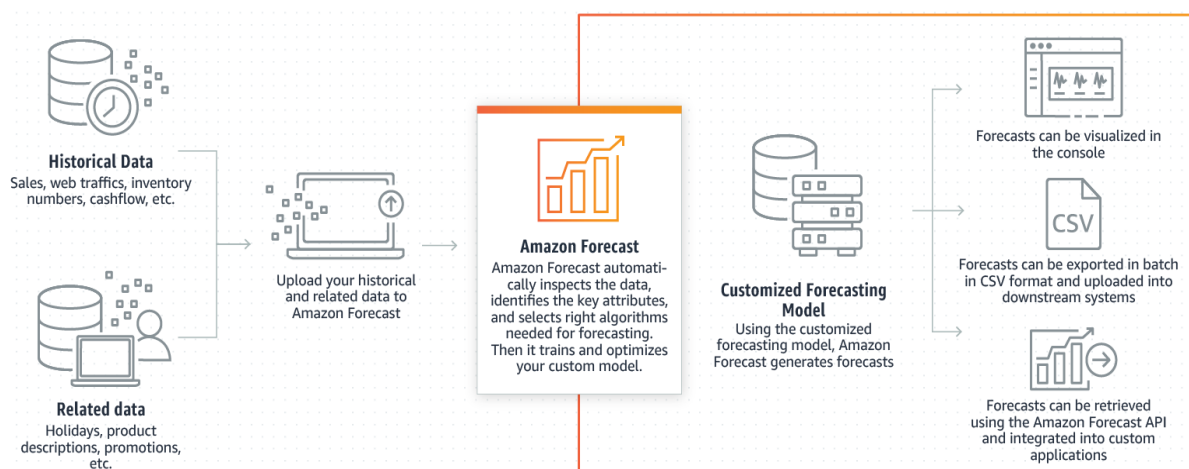 Historical Data
Sales, web traffics, inventory
numbers, cashflow, etc.
Related data
Holidays, product
descriptions, promotions,
etc.
Upload your historical
and related data to
Amazon Forecast
Amazon Forecast
Amazon Forecast automati-
cally inspects the data,
identifies the key attributes,
and selects right algorithms
needed for forecasting.
Then it trains and optimizes
your custom model.
Customized Forecasting
Model
Using the customized
forecasting model, Amazon
Forecast generates forecasts
Forecasts can be visualized in
the console
CSV
Forecasts can be exported in batch
in CSV format and uploaded into
downstream systems
Forecasts can be retrieved
using the Amazon Forecast API
and integrated into custom
applications